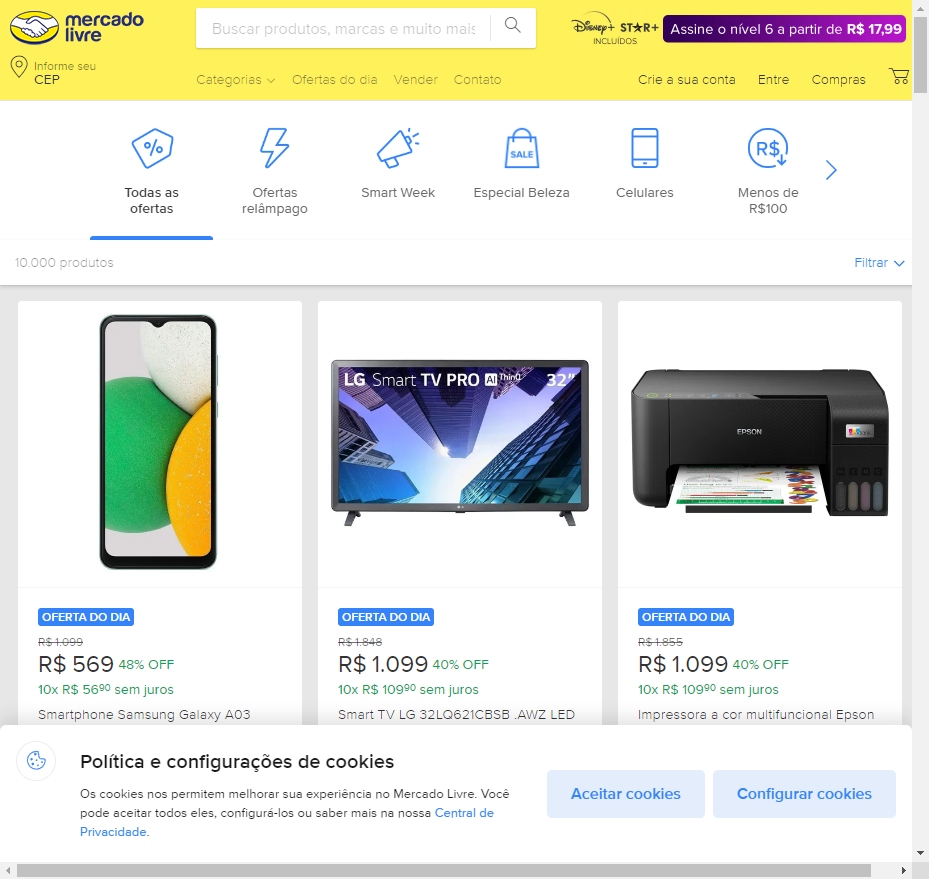 mercado
livre
Buscar produtos, marcas e muito mais
Disney+ STAR+
INCLUÍDOS
Assine o nível 6 a partir de R$ 17,99
Informe seu
CEP
Categorias
Ofertas do dia
Vender
Contato
Crie a sua conta
Entre
Compras
%
SALE
R$
Todas as
ofertas
Ofertas
relâmpago
Smart Week
Especial Beleza
Celulares
Menos de
R$100
10.000 produtos
Filtrar
LG Smart TV PRO AI ThinQ 32"
EPSON
OFERTA DO DIA
R$ 1.099
R$ 569 48% OFF
10x R$ 56⁹⁰ sem juros
Smartphone Samsung Galaxy A03
OFERTA DO DIA
R$ 1.848
R$ 1.099 40% OFF
10x R$ 109⁹⁰ sem juros
Smart TV LG 32LQ621CBSB .AWZ LED
OFERTA DO DIA
R$ 1.855
R$ 1.099 40% OFF
10x R$ 109⁹⁰ sem juros
Impressora a cor multifuncional Epson
Política e configurações de cookies
Os cookies nos permitem melhorar sua experiência no Mercado Livre. Você
pode aceitar todos eles, configurá-los ou saber mais na nossa Central de
Privacidade.
Aceitar cookies
Configurar cookies